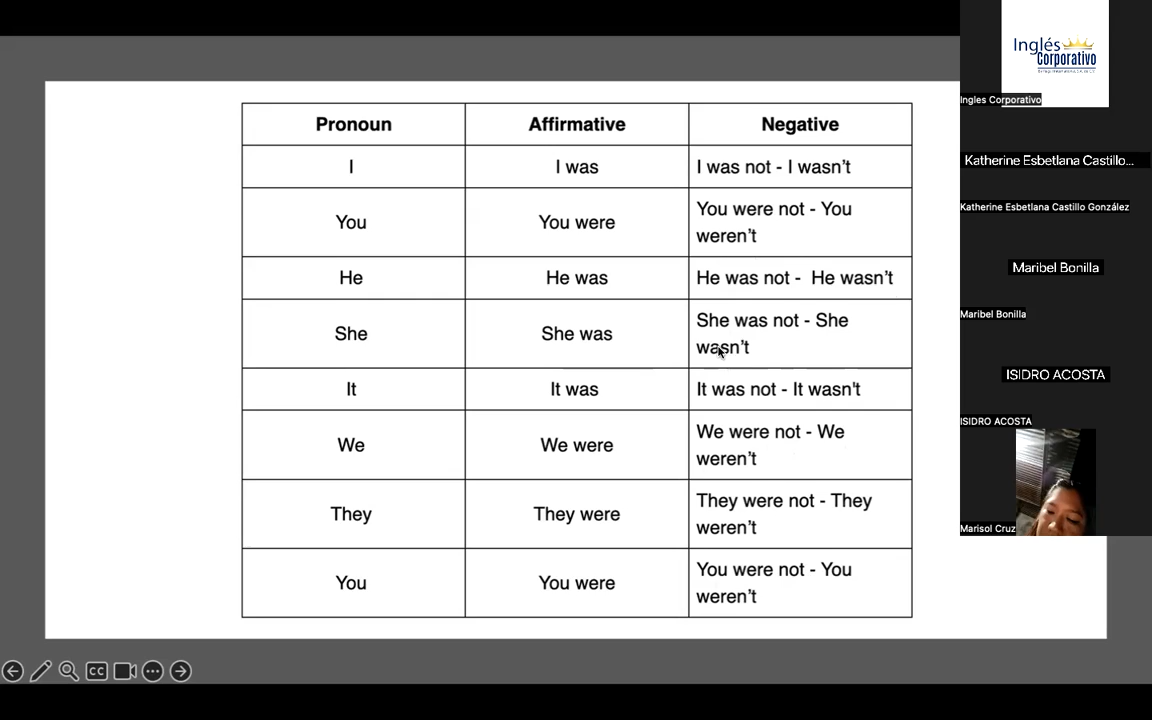 Pronoun Affirmative Negative
I I was I was not - I wasn’t
You You were You were not - You
weren’t
He He was He was not - He wasn’t
She She was She was not - She
wasn’t
It It was It was not - It wasn't
We We were We were not - We
weren’t
They They were They were not - They
weren’t
You You were You were not - You
weren’t
CC
Inglés
Corporativo
Ingles Corporativo
Katherine Esbetlana Castillo...
Katherine Esbetlana Castillo González
Maribel Bonilla
Maribel Bonilla
ISIDRO ACOSTA
ISIDRO ACOSTA
Marisol Cruz